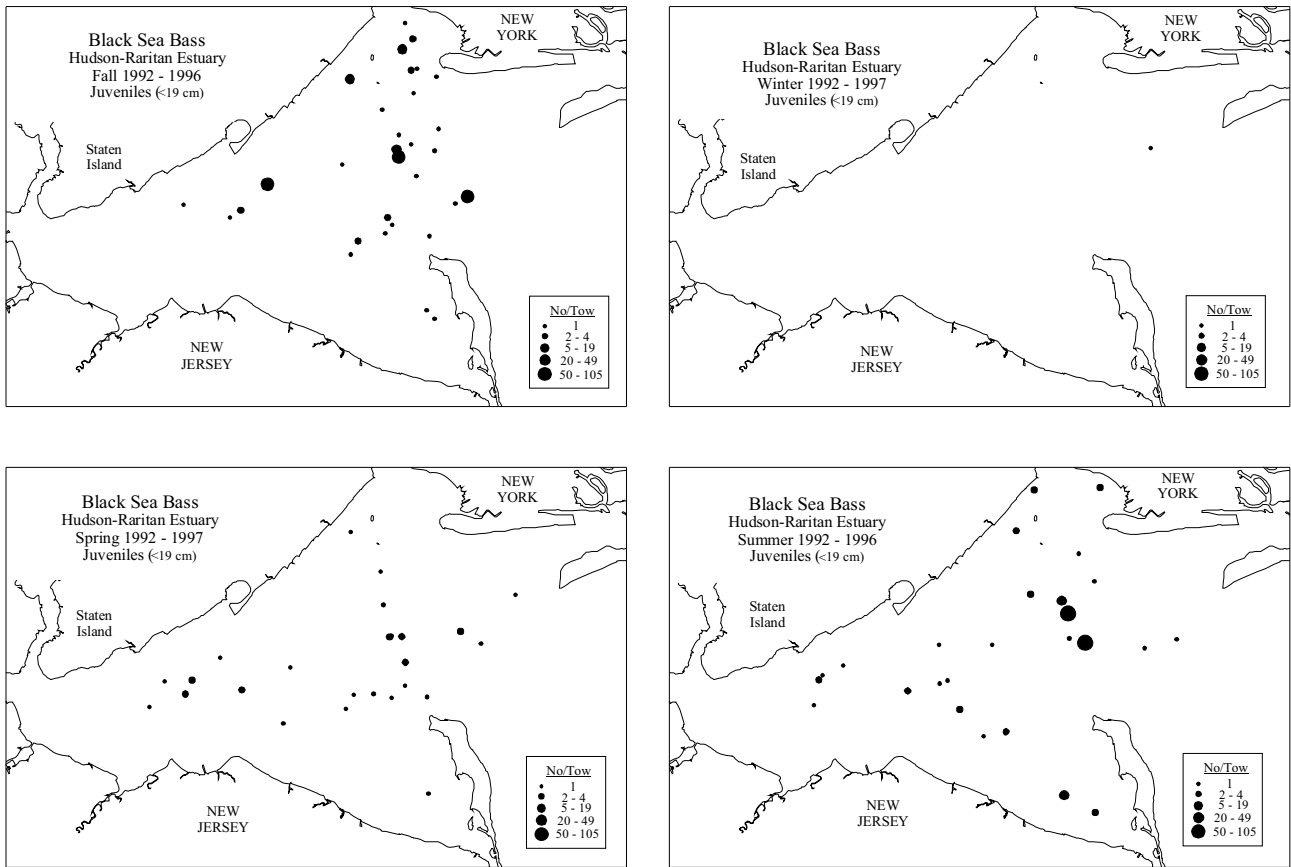 Black Sea Bass
Hudson-Raritan Estuary
Fall 1992 - 1996
Juveniles (<19 cm)
NEW
YORK
Staten
Island
NEW
JERSEY
No/Tow
1
2 - 4
5 - 19
20 - 49
50 - 105
Black Sea Bass
Hudson-Raritan Estuary
Winter 1992 - 1997
Juveniles (<19 cm)
NEW
YORK
Staten
Island
NEW
JERSEY
No/Tow
1
2 - 4
5 - 19
20 - 49
50 - 105
Black Sea Bass
Hudson-Raritan Estuary
Spring 1992 - 1997
Juveniles (<19 cm)
NEW
YORK
Staten
Island
NEW
JERSEY
No/Tow
1
2 - 4
5 - 19
20 - 49
50 - 105
Black Sea Bass
Hudson-Raritan Estuary
Summer 1992 - 1996
Juveniles (<19 cm)
NEW
YORK
Staten
Island
NEW
JERSEY
No/Tow
1
2 - 4
5 - 19
20 - 49
50 - 105